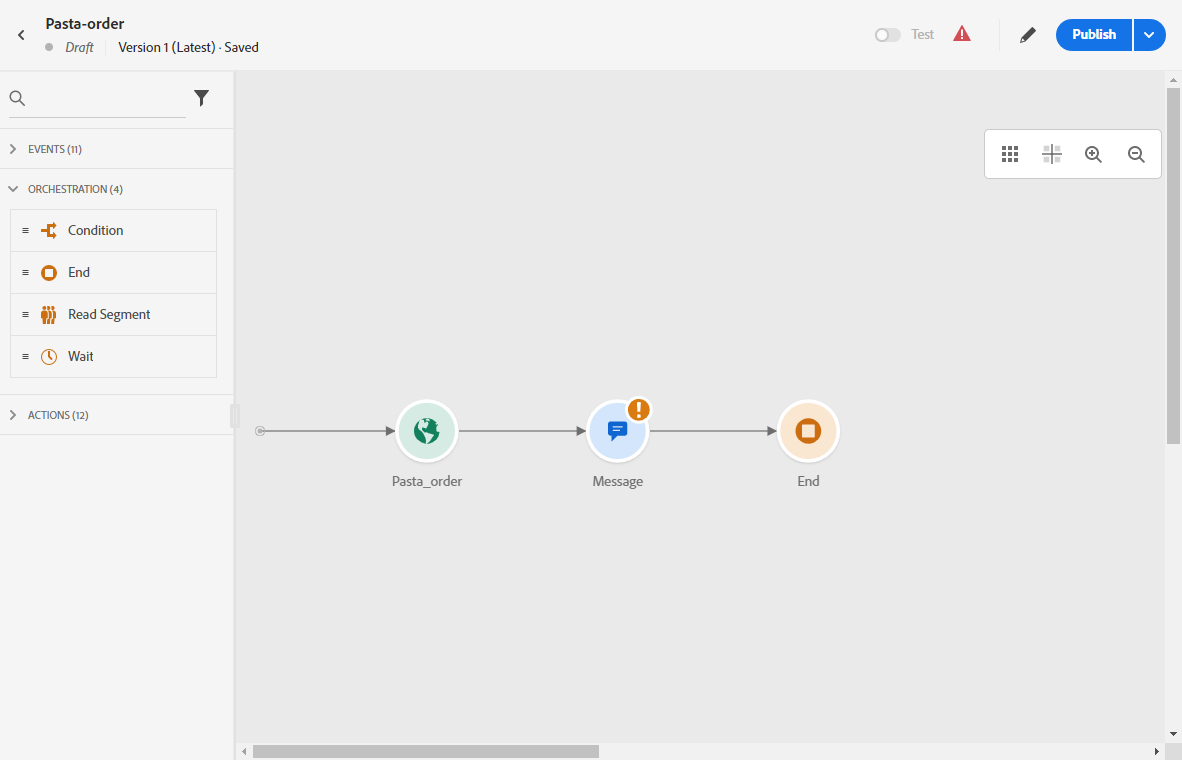 Pasta-order
Draft
Version 1 (Latest) · Saved
Test
Publish
EVENTS (11)
ORCHESTRATION (4)
Condition
End
Read Segment
Wait
ACTIONS (12)
Pasta_order
Message
End